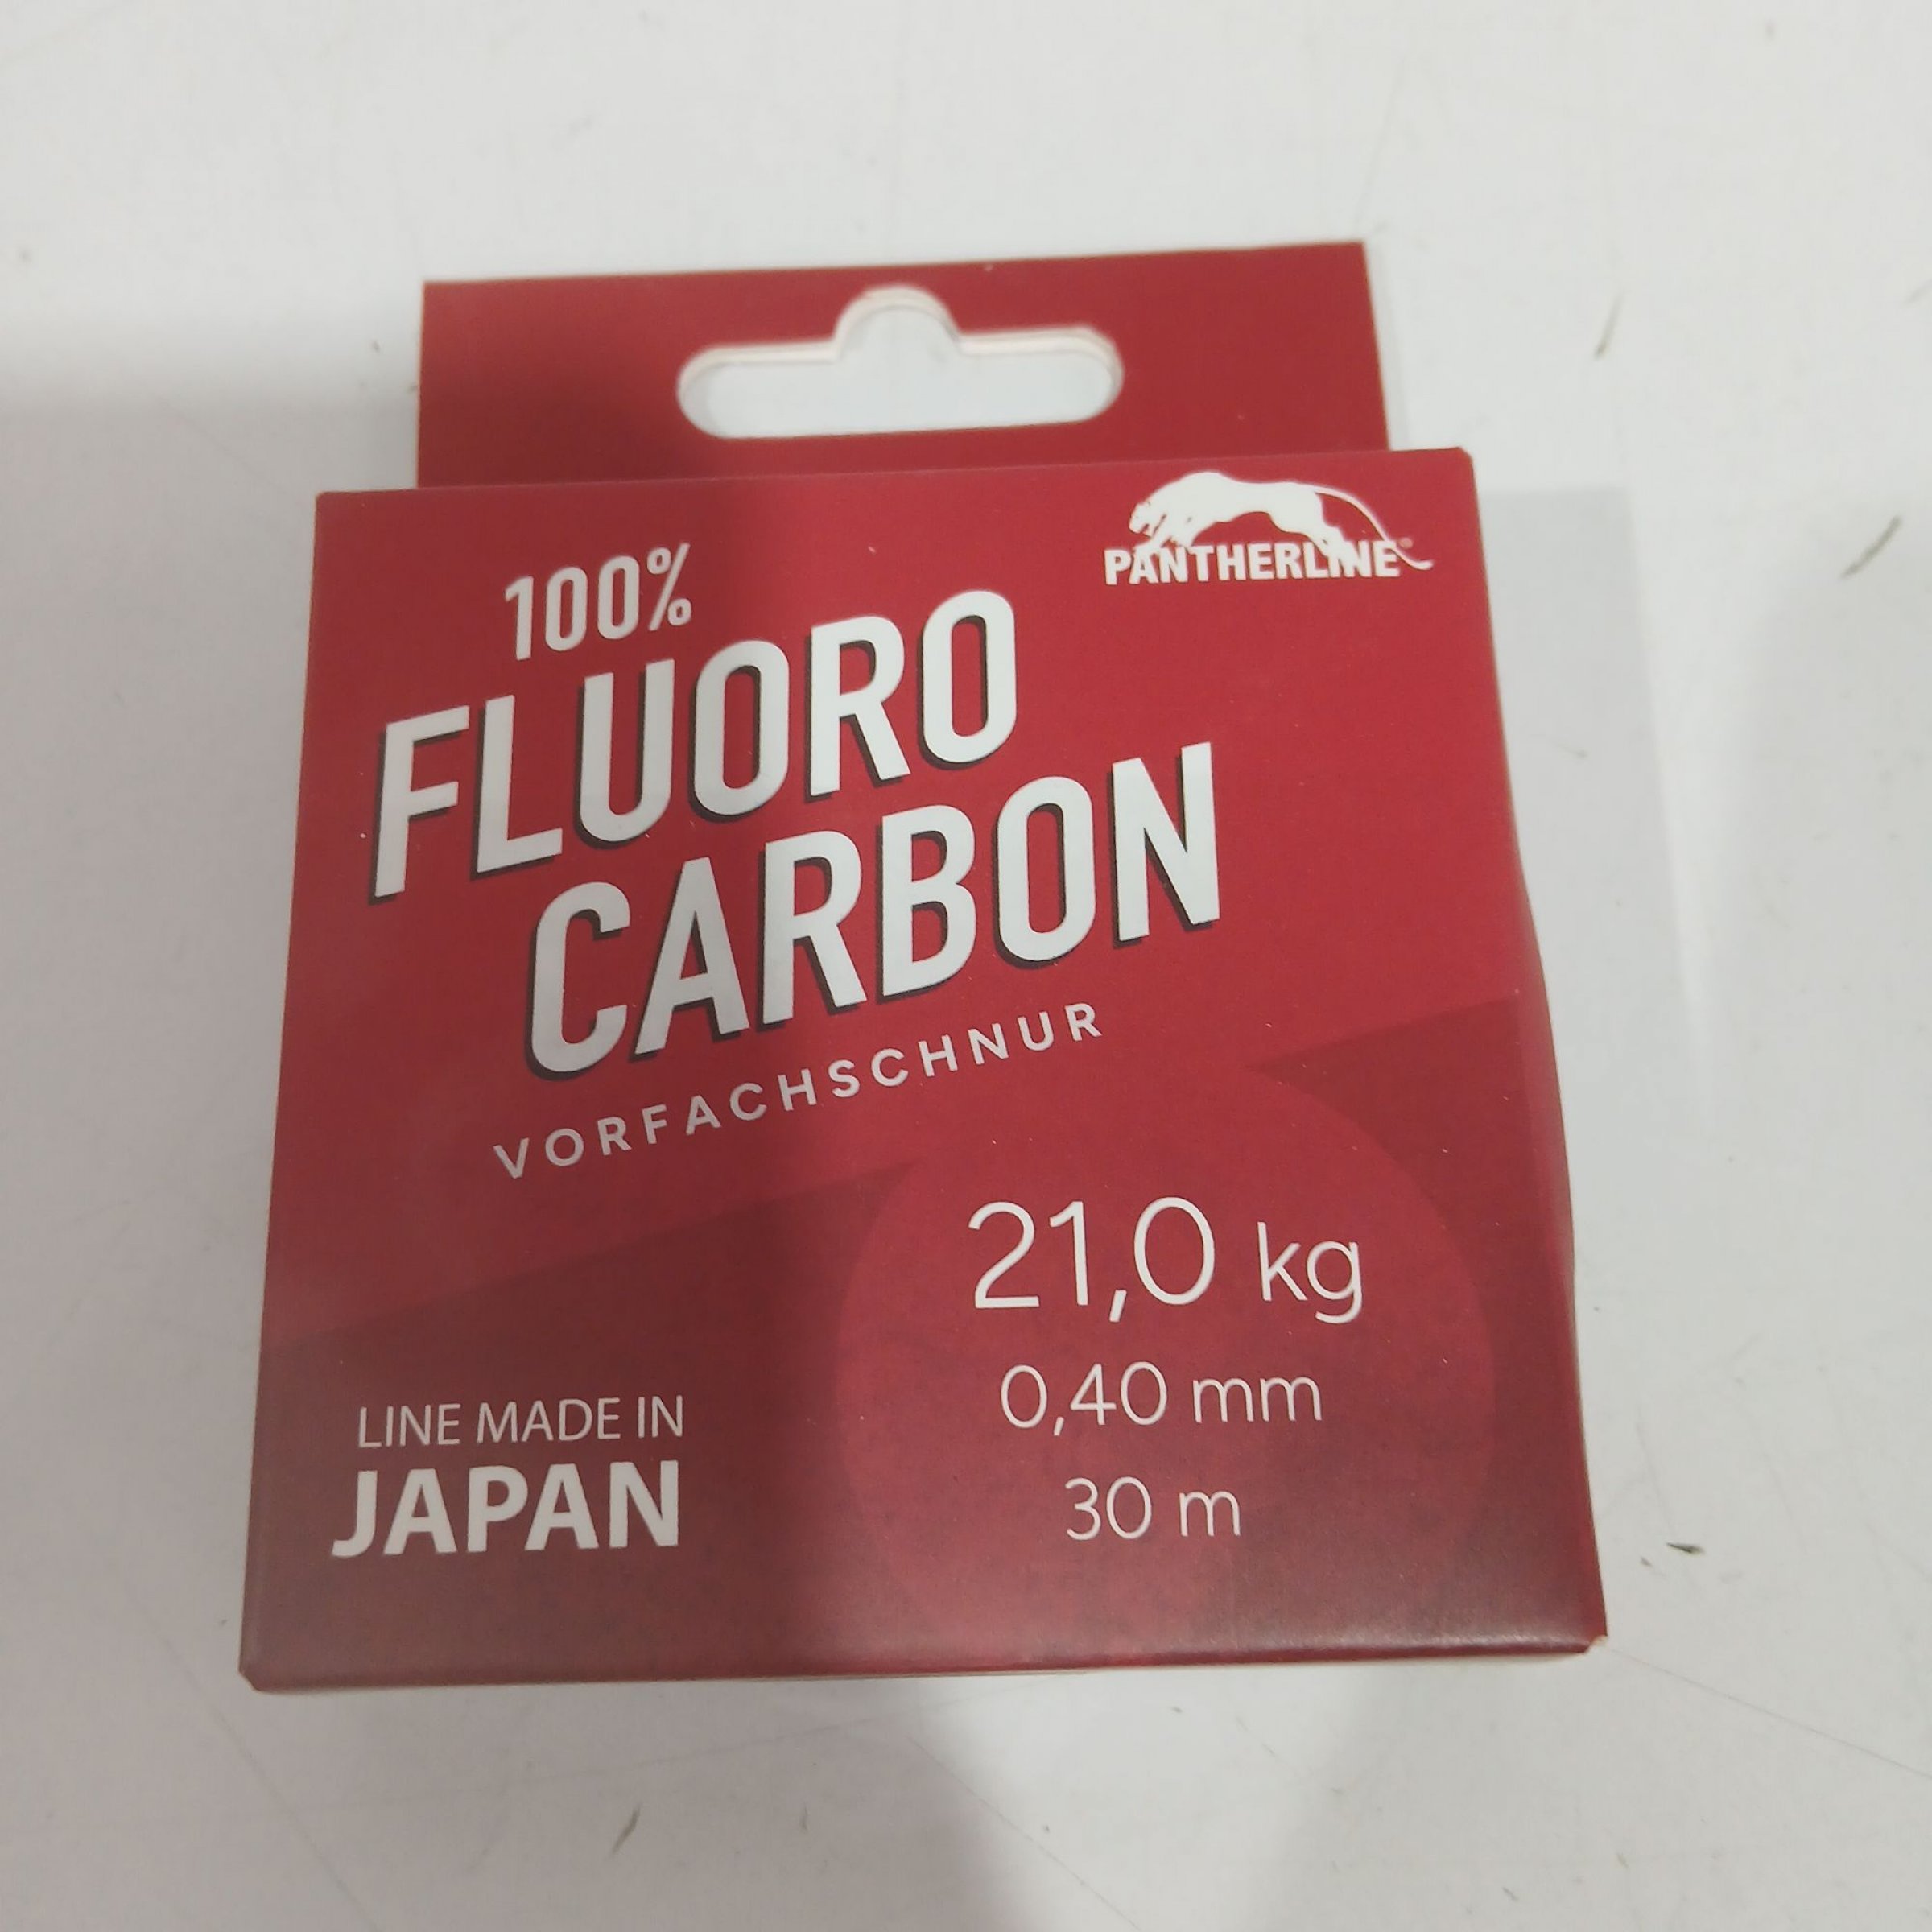 PANTHERLINE®
100%
FLUORO
CARBON
VORFACHSCHNUR
21,0 kg
0,40 mm
30 m
LINE MADE IN
JAPAN